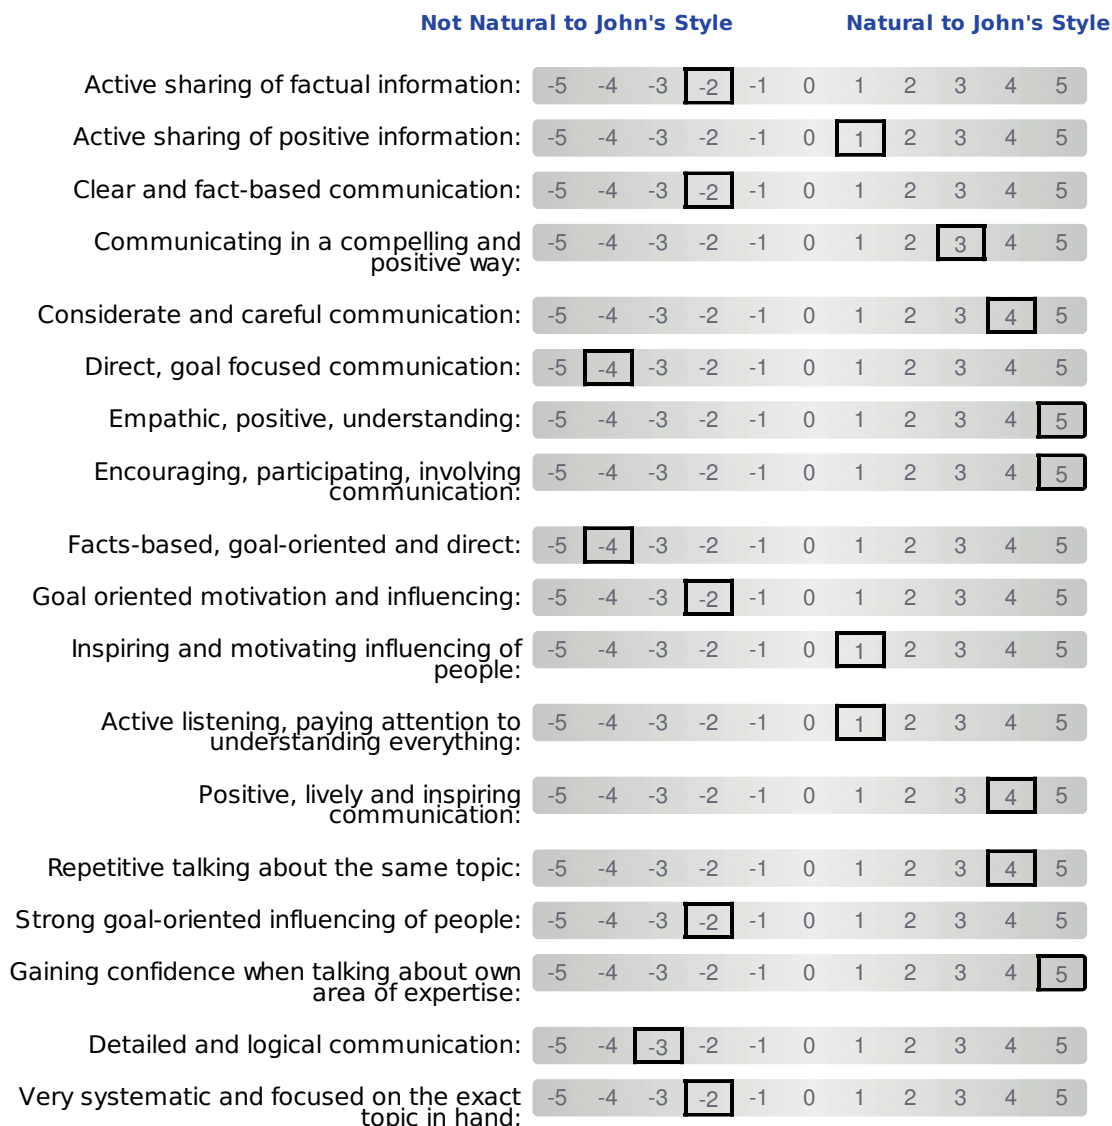 Not Natural to John's Style Natural to John's Style
Active sharing of factual information: -5 -4 -3 -2 -1 0 1 2 3 4 5
Active sharing of positive information: -5 -4 -3 -2 -1 0 1 2 3 4 5
Clear and fact-based communication: -5 -4 -3 -2 -1 0 1 2 3 4 5
Communicating in a compelling and
positive way: -5 -4 -3 -2 -1 0 1 2 3 4 5
Considerate and careful communication: -5 -4 -3 -2 -1 0 1 2 3 4 5
Direct, goal focused communication: -5 -4 -3 -2 -1 0 1 2 3 4 5
Empathic, positive, understanding: -5 -4 -3 -2 -1 0 1 2 3 4 5
Encouraging, participating, involving
communication: -5 -4 -3 -2 -1 0 1 2 3 4 5
Facts-based, goal-oriented and direct: -5 -4 -3 -2 -1 0 1 2 3 4 5
Goal oriented motivation and influencing: -5 -4 -3 -2 -1 0 1 2 3 4 5
Inspiring and motivating influencing of
people: -5 -4 -3 -2 -1 0 1 2 3 4 5
Active listening, paying attention to
understanding everything: -5 -4 -3 -2 -1 0 1 2 3 4 5
Positive, lively and inspiring
communication: -5 -4 -3 -2 -1 0 1 2 3 4 5
Repetitive talking about the same topic: -5 -4 -3 -2 -1 0 1 2 3 4 5
Strong goal-oriented influencing of people: -5 -4 -3 -2 -1 0 1 2 3 4 5
Gaining confidence when talking about own
area of expertise: -5 -4 -3 -2 -1 0 1 2 3 4 5
Detailed and logical communication: -5 -4 -3 -2 -1 0 1 2 3 4 5
Very systematic and focused on the exact
topic in hand: -5 -4 -3 -2 -1 0 1 2 3 4 5